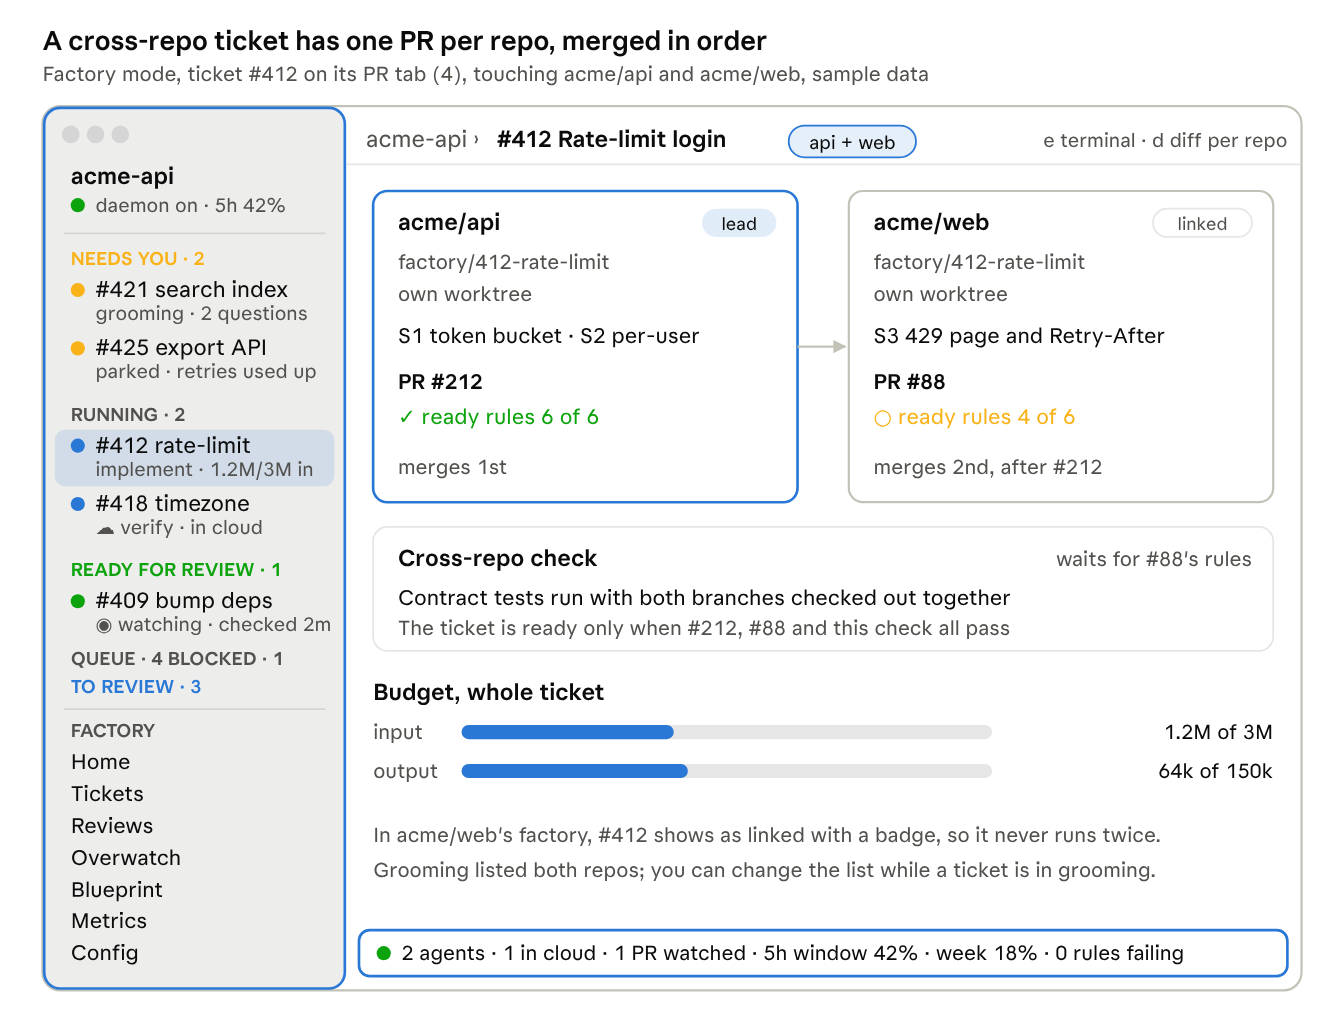 A cross-repo ticket has one PR per repo, merged in order
Factory mode, ticket #412 on its PR tab (4), touching acme/api and acme/web, sample data
acme-api
daemon on · 5h 42%
NEEDS YOU · 2
#421 search index
grooming · 2 questions
#425 export API
parked · retries used up
RUNNING · 2
#412 rate-limit
implement · 1.2M/3M in
#418 timezone
☁ verify · in cloud
READY FOR REVIEW · 1
#409 bump deps
◉ watching · checked 2m
QUEUE · 4 BLOCKED · 1
TO REVIEW · 3
FACTORY
Home
Tickets
Reviews
Overwatch
Blueprint
Metrics
Config
acme-api › #412 Rate-limit login
api + web
e terminal · d diff per repo
acme/api
lead
factory/412-rate-limit
own worktree
S1 token bucket · S2 per-user
PR #212
✓ ready rules 6 of 6
merges 1st
acme/web
linked
factory/412-rate-limit
own worktree
S3 429 page and Retry-After
PR #88
○ ready rules 4 of 6
merges 2nd, after #212
Cross-repo check
waits for #88's rules
Contract tests run with both branches checked out together
The ticket is ready only when #212, #88 and this check all pass
Budget, whole ticket
input
1.2M of 3M
output
64k of 150k
In acme/web's factory, #412 shows as linked with a badge, so it never runs twice.
Grooming listed both repos; you can change the list while a ticket is in grooming.
2 agents · 1 in cloud · 1 PR watched · 5h window 42% · week 18% · 0 rules failing